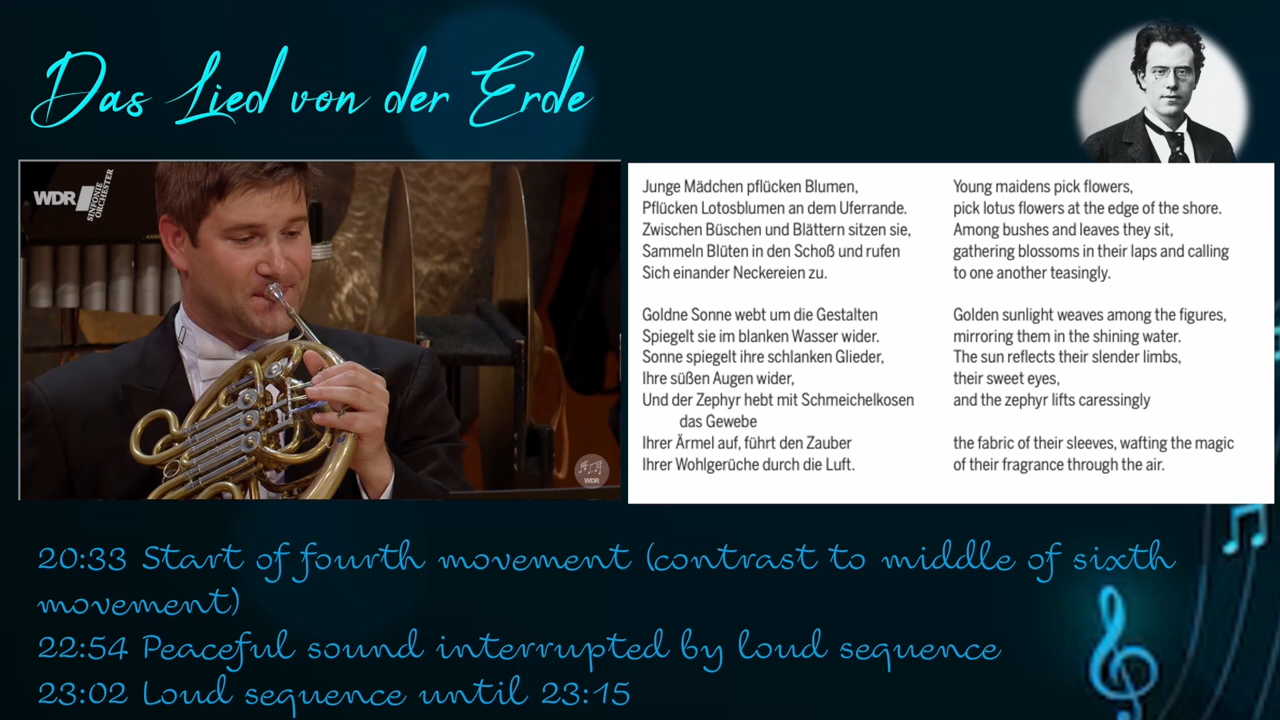 Das Lied von der Erde
WDR SINFONIE ORCHESTER
WDR
Junge Mädchen pflücken Blumen,
Pflücken Lotosblumen an dem Uferrande.
Zwischen Büschen und Blättern sitzen sie,
Sammeln Blüten in den Schoß und rufen
Sich einander Neckereien zu.
Goldne Sonne webt um die Gestalten
Spiegelt sie im blanken Wasser wider.
Sonne spiegelt ihre schlanken Glieder,
Ihre süßen Augen wider,
Und der Zephyr hebt mit Schmeichelkosen
das Gewebe
Ihrer Ärmel auf, führt den Zauber
Ihrer Wohlgerüche durch die Luft.
Young maidens pick flowers,
pick lotus flowers at the edge of the shore.
Among bushes and leaves they sit,
gathering blossoms in their laps and calling
to one another teasingly.
Golden sunlight weaves among the figures,
mirroring them in the shining water.
The sun reflects their slender limbs,
their sweet eyes,
and the zephyr lifts caressingly
the fabric of their sleeves, wafting the magic
of their fragrance through the air.
20:33 Start of fourth movement (contrast to middle of sixth
movement)
22:54 Peaceful sound interrupted by loud sequence
23:02 Loud sequence until 23:15